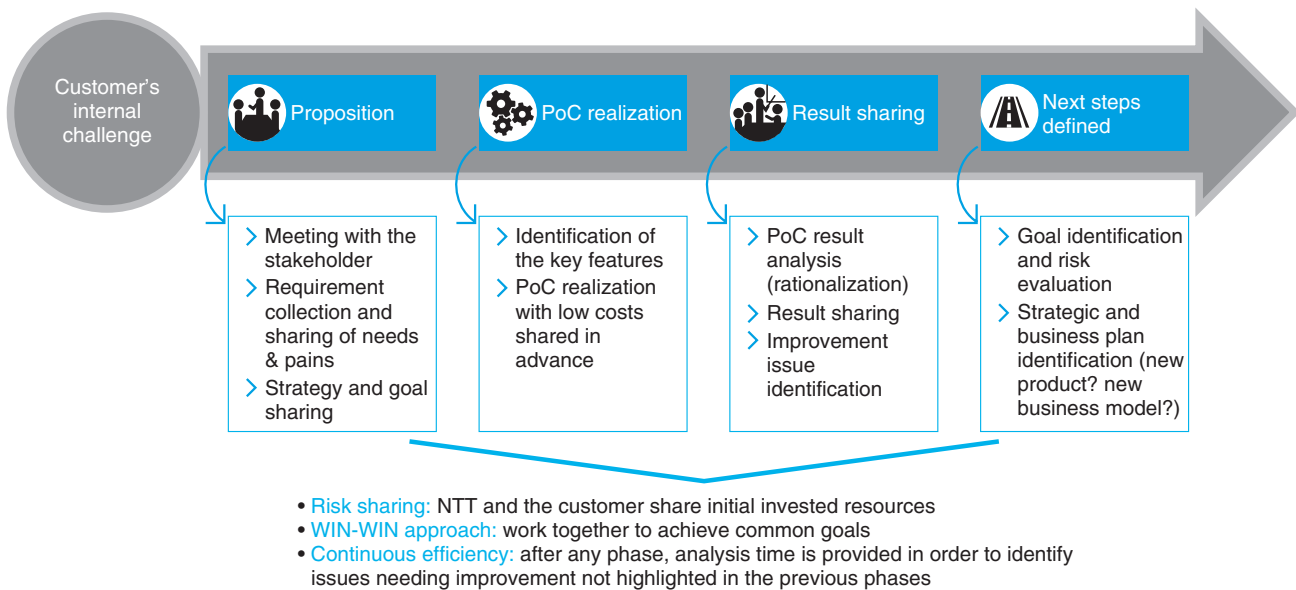 Customer's
internal
challenge
Proposition
PoC realization
Result sharing
Next steps
defined
Meeting with the
stakeholder
Requirement
collection and
sharing of needs
& pains
Strategy and goal
sharing
Identification of
the key features
PoC realization
with low costs
shared in
advance
PoC result
analysis
(rationalization)
Result sharing
Improvement
issue
identification
Goal identification
and risk
evaluation
Strategic and
business plan
identification (new
product? new
business model?)
• Risk sharing: NTT and the customer share initial invested resources
• WIN-WIN approach: work together to achieve common goals
• Continuous efficiency: after any phase, analysis time is provided in order to identify
issues needing improvement not highlighted in the previous phases